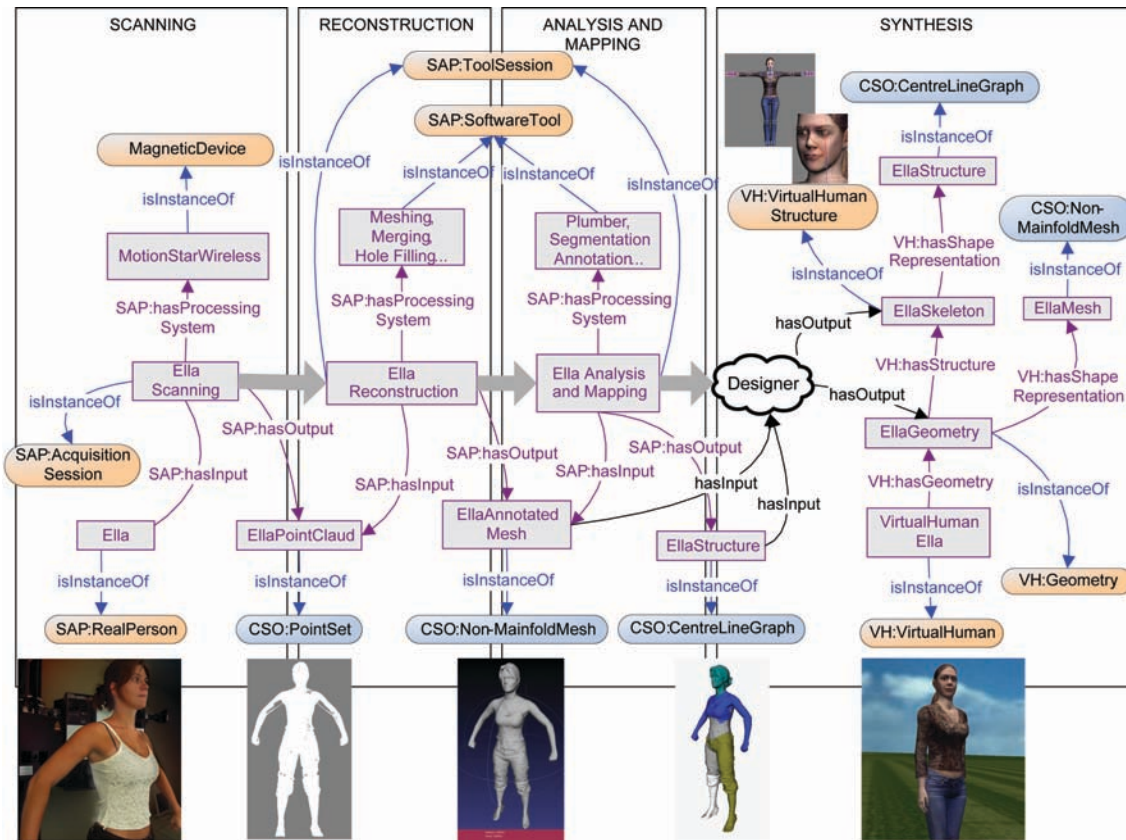 SCANNING
RECONSTRUCTION
ANALYSIS AND
MAPPING
SYNTHESIS
SAP:ToolSession
SAP:SoftwareTool
MagneticDevice
isInstanceOf
isInstanceOf
isInstanceOf
isInstanceOf
isInstanceOf
MotionStarWireless
Meshing,
Merging,
Hole Filling...
Plumber,
Segmentation
Annotation...
SAP:hasProcessing
System
SAP:hasProcessing
System
SAP:hasProcessing
System
Ella
Scanning
Ella
Reconstruction
Ella Analysis
and Mapping
Designer
isInstanceOf
SAP:Acquisition
Session
SAP:hasOutput
SAP:hasInput
SAP:hasInput
SAP:hasOutput
SAP:hasInput
SAP:hasOutput
hasInput
hasInput
Ella
EllaPointClaud
EllaAnnotated
Mesh
EllaStructure
isInstanceOf
isInstanceOf
isInstanceOf
isInstanceOf
SAP:RealPerson
CSO:PointSet
CSO:Non-MainfoldMesh
CSO:CentreLineGraph
CSO:CentreLineGraph
isInstanceOf
EllaStructure
VH:VirtualHuman
Structure
CSO:Non-
MainfoldMesh
VH:hasShape
Representation
isInstanceOf
isInstanceOf
EllaSkeleton
EllaMesh
hasOutput
VH:hasStructure
VH:hasShape
Representation
hasOutput
EllaGeometry
VH:hasGeometry
isInstanceOf
VirtualHuman
Ella
isInstanceOf
VH:Geometry
VH:VirtualHuman